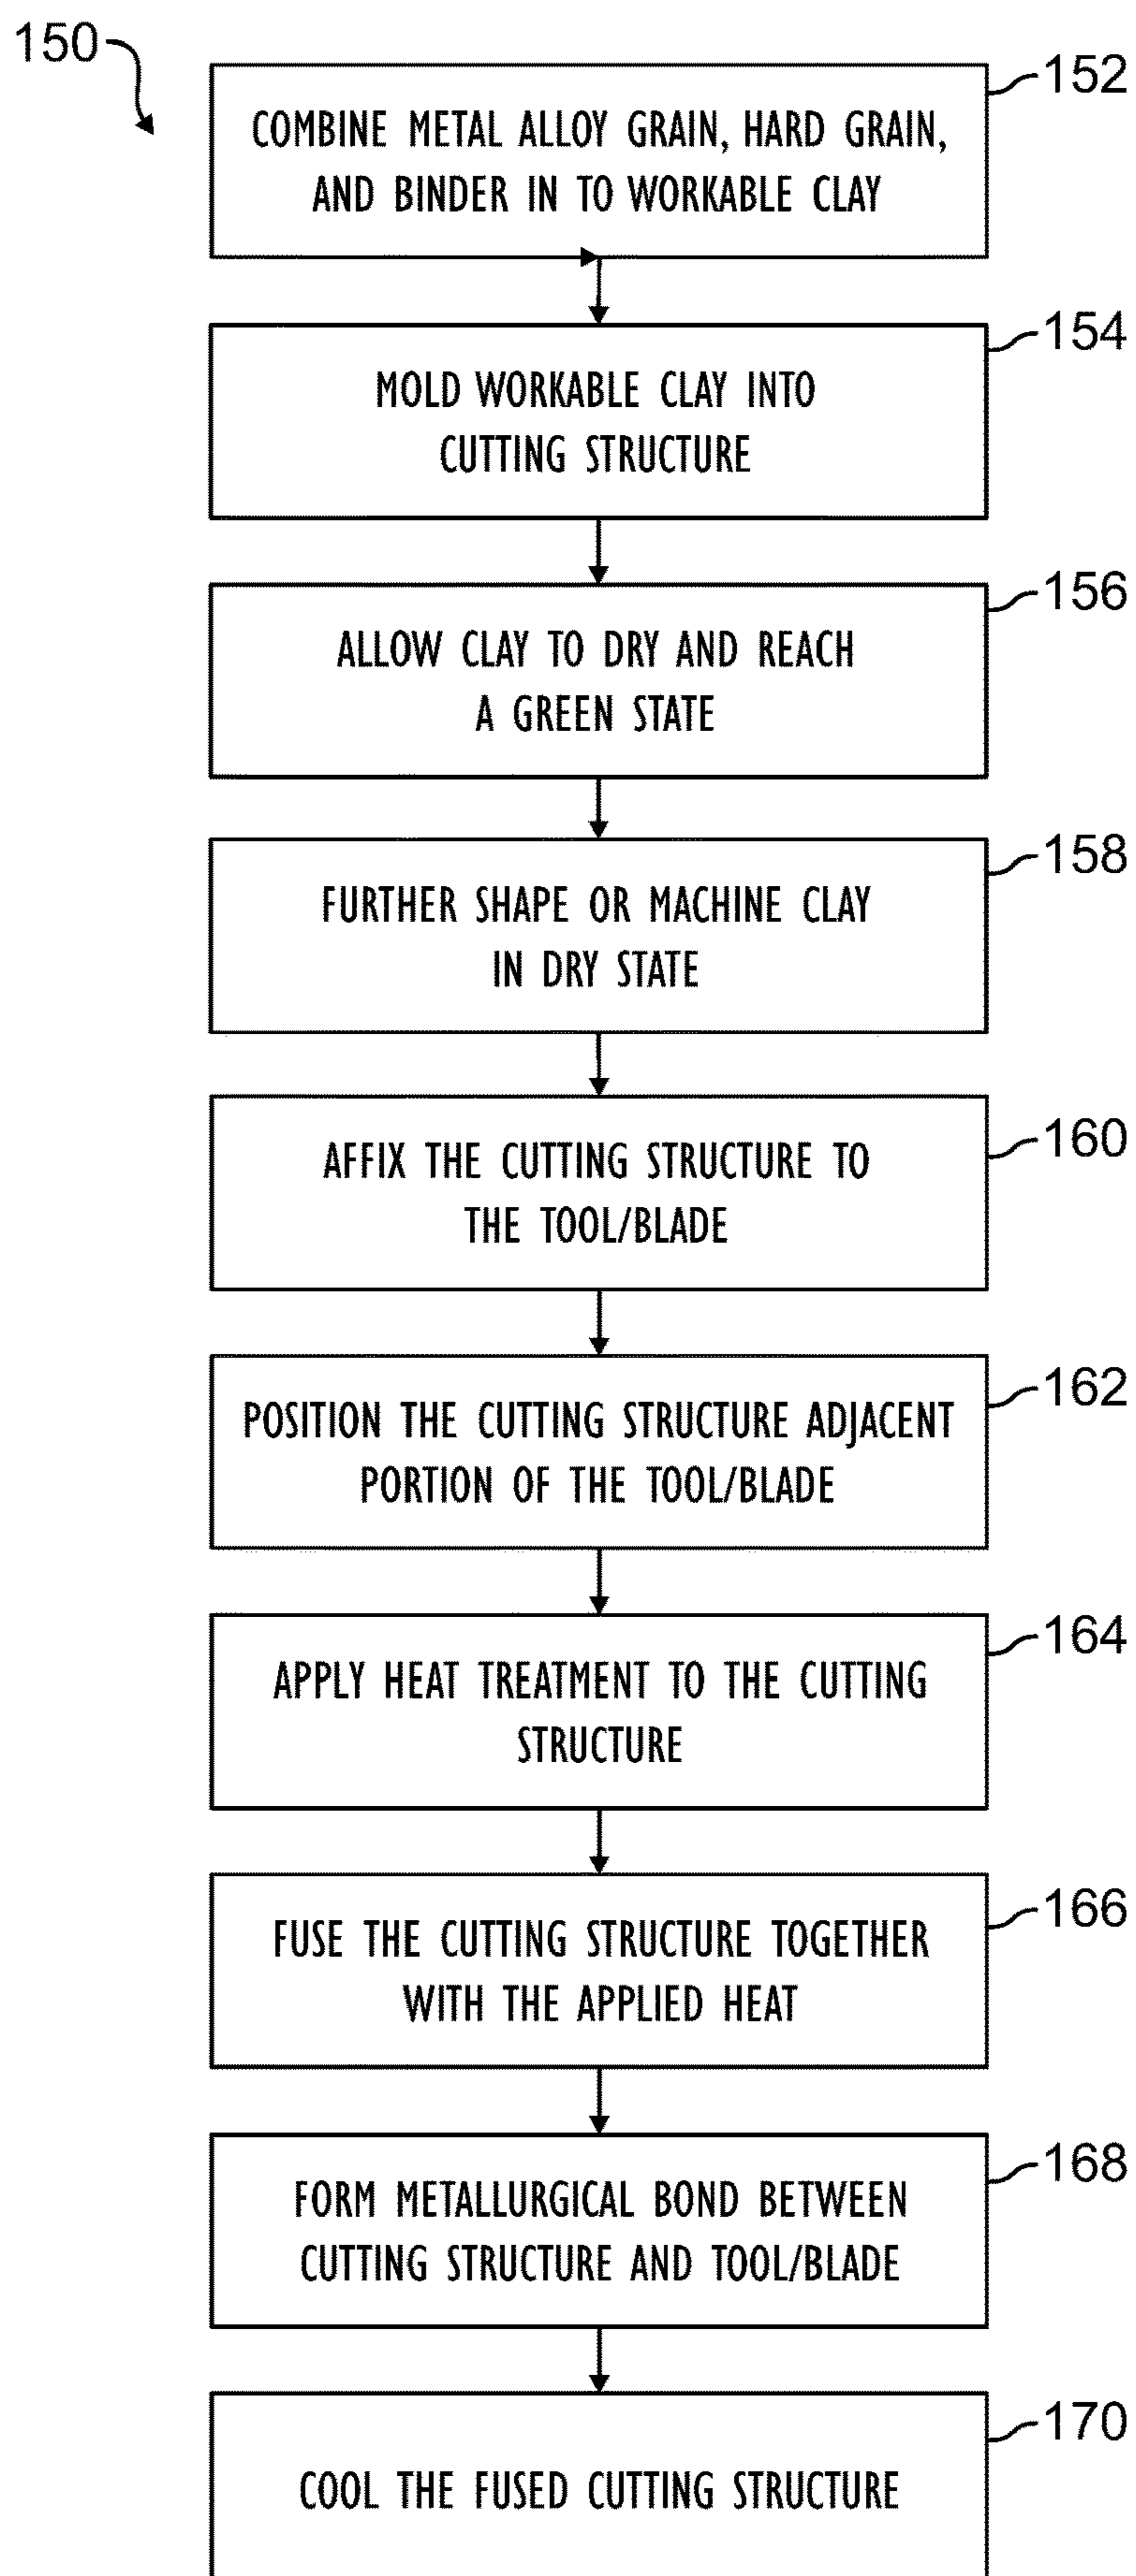 150
152
COMBINE METAL ALLOY GRAIN, HARD GRAIN,
AND BINDER IN TO WORKABLE CLAY
154
MOLD WORKABLE CLAY INTO
CUTTING STRUCTURE
156
ALLOW CLAY TO DRY AND REACH
A GREEN STATE
158
FURTHER SHAPE OR MACHINE CLAY
IN DRY STATE
160
AFFIX THE CUTTING STRUCTURE TO
THE TOOL/BLADE
162
POSITION THE CUTTING STRUCTURE ADJACENT
PORTION OF THE TOOL/BLADE
164
APPLY HEAT TREATMENT TO THE CUTTING
STRUCTURE
166
FUSE THE CUTTING STRUCTURE TOGETHER
WITH THE APPLIED HEAT
168
FORM METALLURGICAL BOND BETWEEN
CUTTING STRUCTURE AND TOOL/BLADE
170
COOL THE FUSED CUTTING STRUCTURE